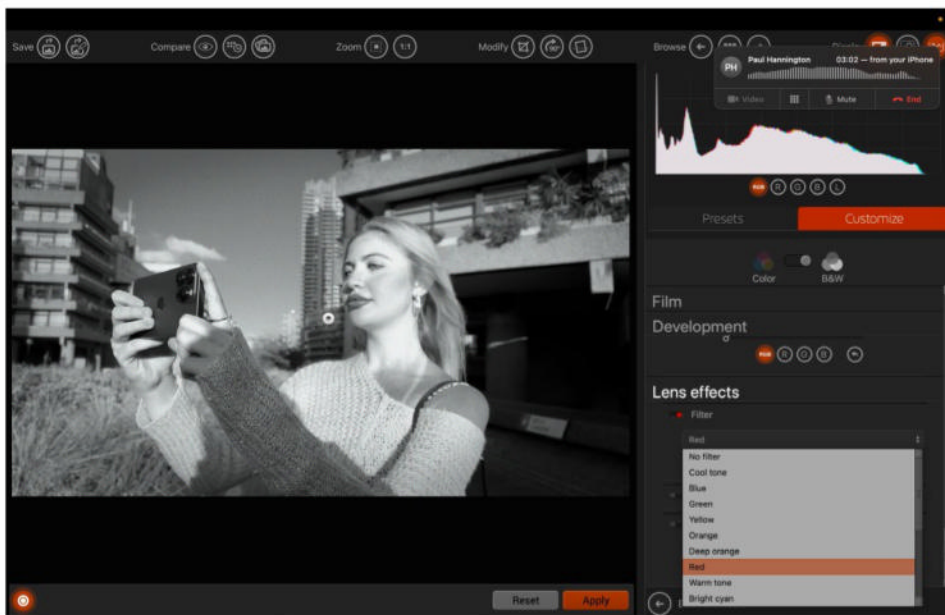 Save
Compare
Zoom
1:1
Modify
90°
Browse
PH
Paul Hannington
03:02 — from your iPhone
Video
Mute
End
RGB R G B L
Presets
Customize
Color
B&W
Film
Development
RGB R G B
Lens effects
Filter
Red
No filter
Cool tone
Blue
Green
Yellow
Orange
Deep orange
Red
Warm tone
Bright cyan
Reset
Apply